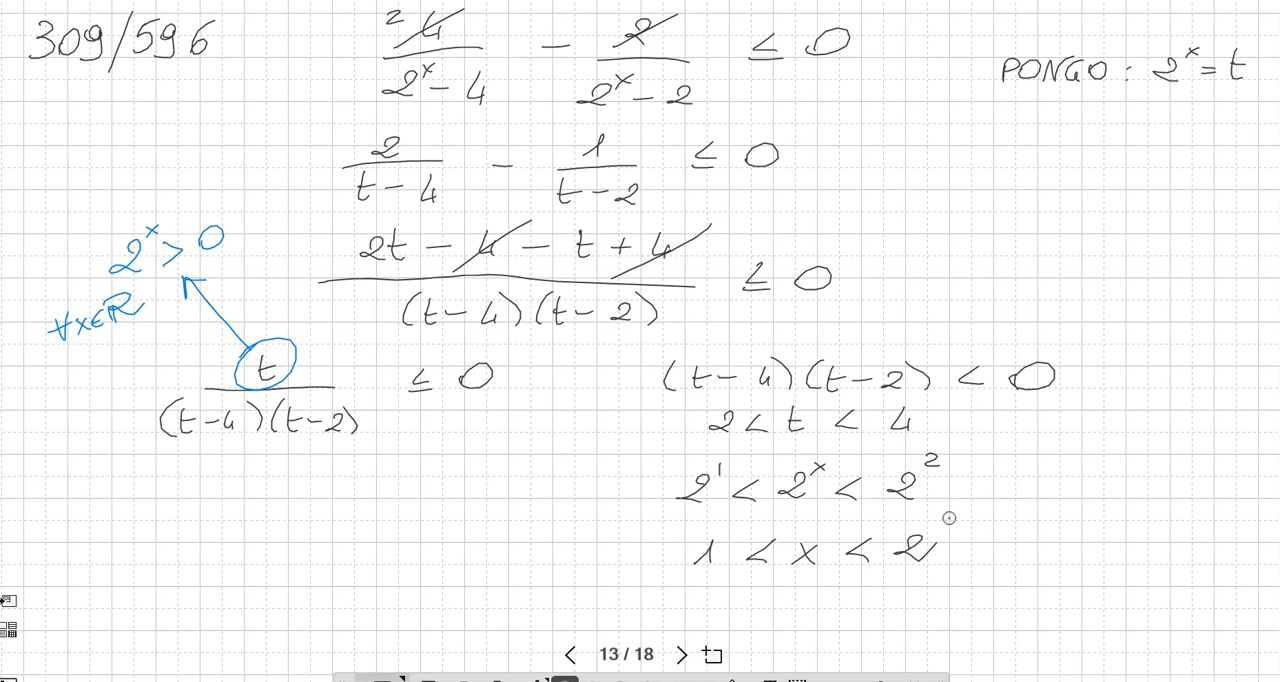 309/596
4/(2^x - 4) - 2/(2^x - 2) ≤ 0
2
PONGO : 2^x = t
2/(t - 4) - 1/(t - 2) ≤ 0
(2t - 4 - t + 4)/((t - 4)(t - 2)) ≤ 0
2^x > 0
∀x∈ℝ
t/((t - 4)(t - 2)) ≤ 0
(t - 4)(t - 2) < 0
2 < t < 4
2^1 < 2^x < 2^2
1 < x < 2
13 / 18